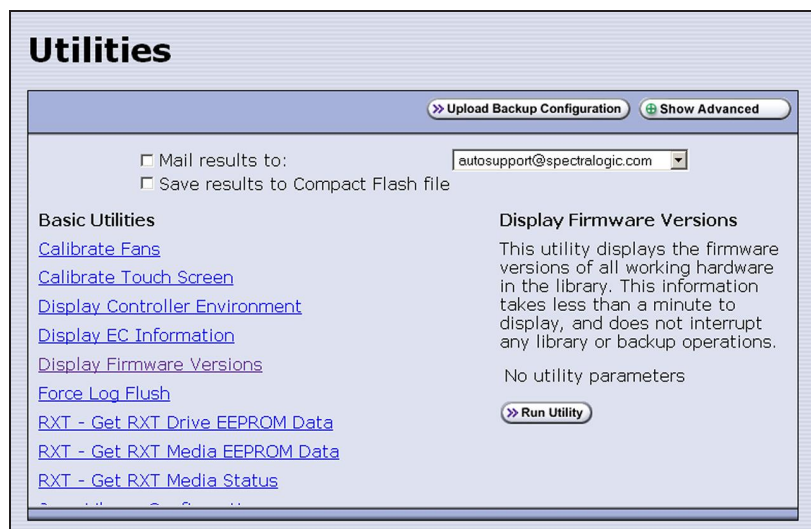 Utilities
Upload Backup Configuration
Show Advanced
Mail results to:
autosupport@spectralogic.com
Save results to Compact Flash file
Basic Utilities
Calibrate Fans
Calibrate Touch Screen
Display Controller Environment
Display EC Information
Display Firmware Versions
Force Log Flush
RXT - Get RXT Drive EEPROM Data
RXT - Get RXT Media EEPROM Data
RXT - Get RXT Media Status
Display Firmware Versions
This utility displays the firmware
versions of all working hardware
in the library. This information
takes less than a minute to
display, and does not interrupt
any library or backup operations.
No utility parameters
Run Utility